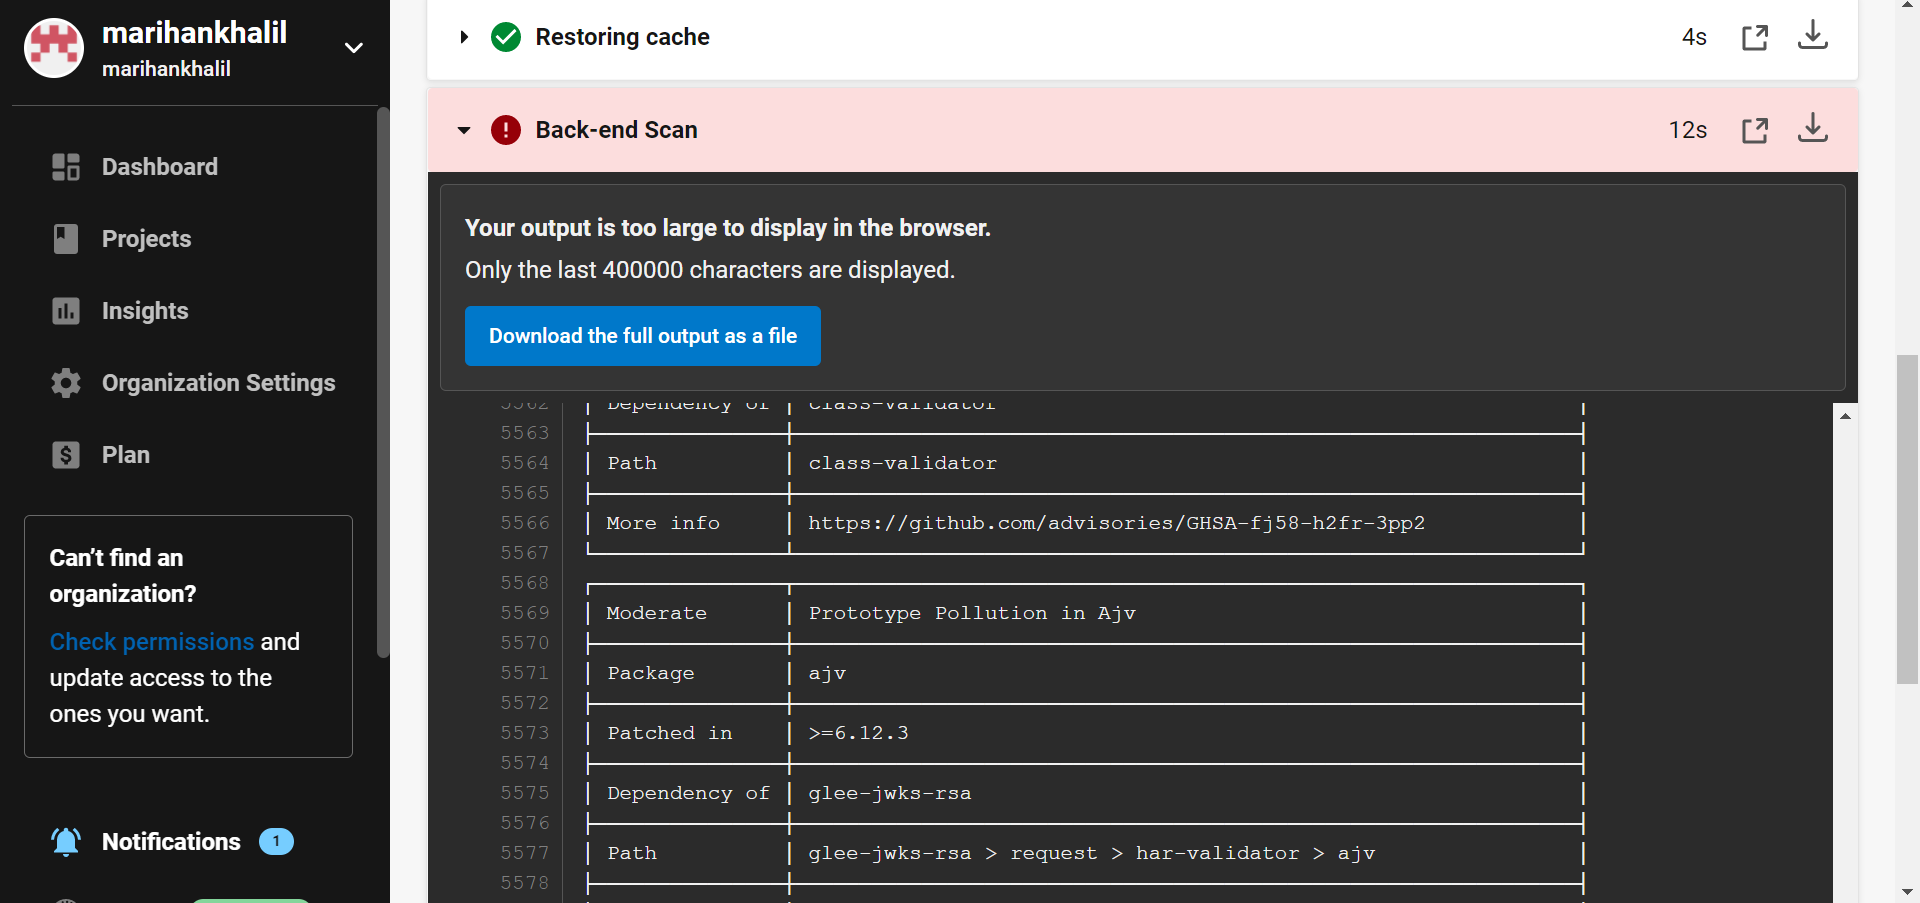 marihankhalil
marihankhalil
Dashboard
Projects
Insights
Organization Settings
Plan
Can’t find an
organization?
Check permissions and
update access to the
ones you want.
Notifications 1
Restoring cache 4s
Back-end Scan 12s
Your output is too large to display in the browser.
Only the last 400000 characters are displayed.
Download the full output as a file
5562 Dependency of class-validator
5563
5564 Path class-validator
5565
5566 More info https://github.com/advisories/GHSA-fj58-h2fr-3pp2
5567
5568
5569 Moderate Prototype Pollution in Ajv
5570
5571 Package ajv
5572
5573 Patched in >=6.12.3
5574
5575 Dependency of glee-jwks-rsa
5576
5577 Path glee-jwks-rsa > request > har-validator > ajv
5578